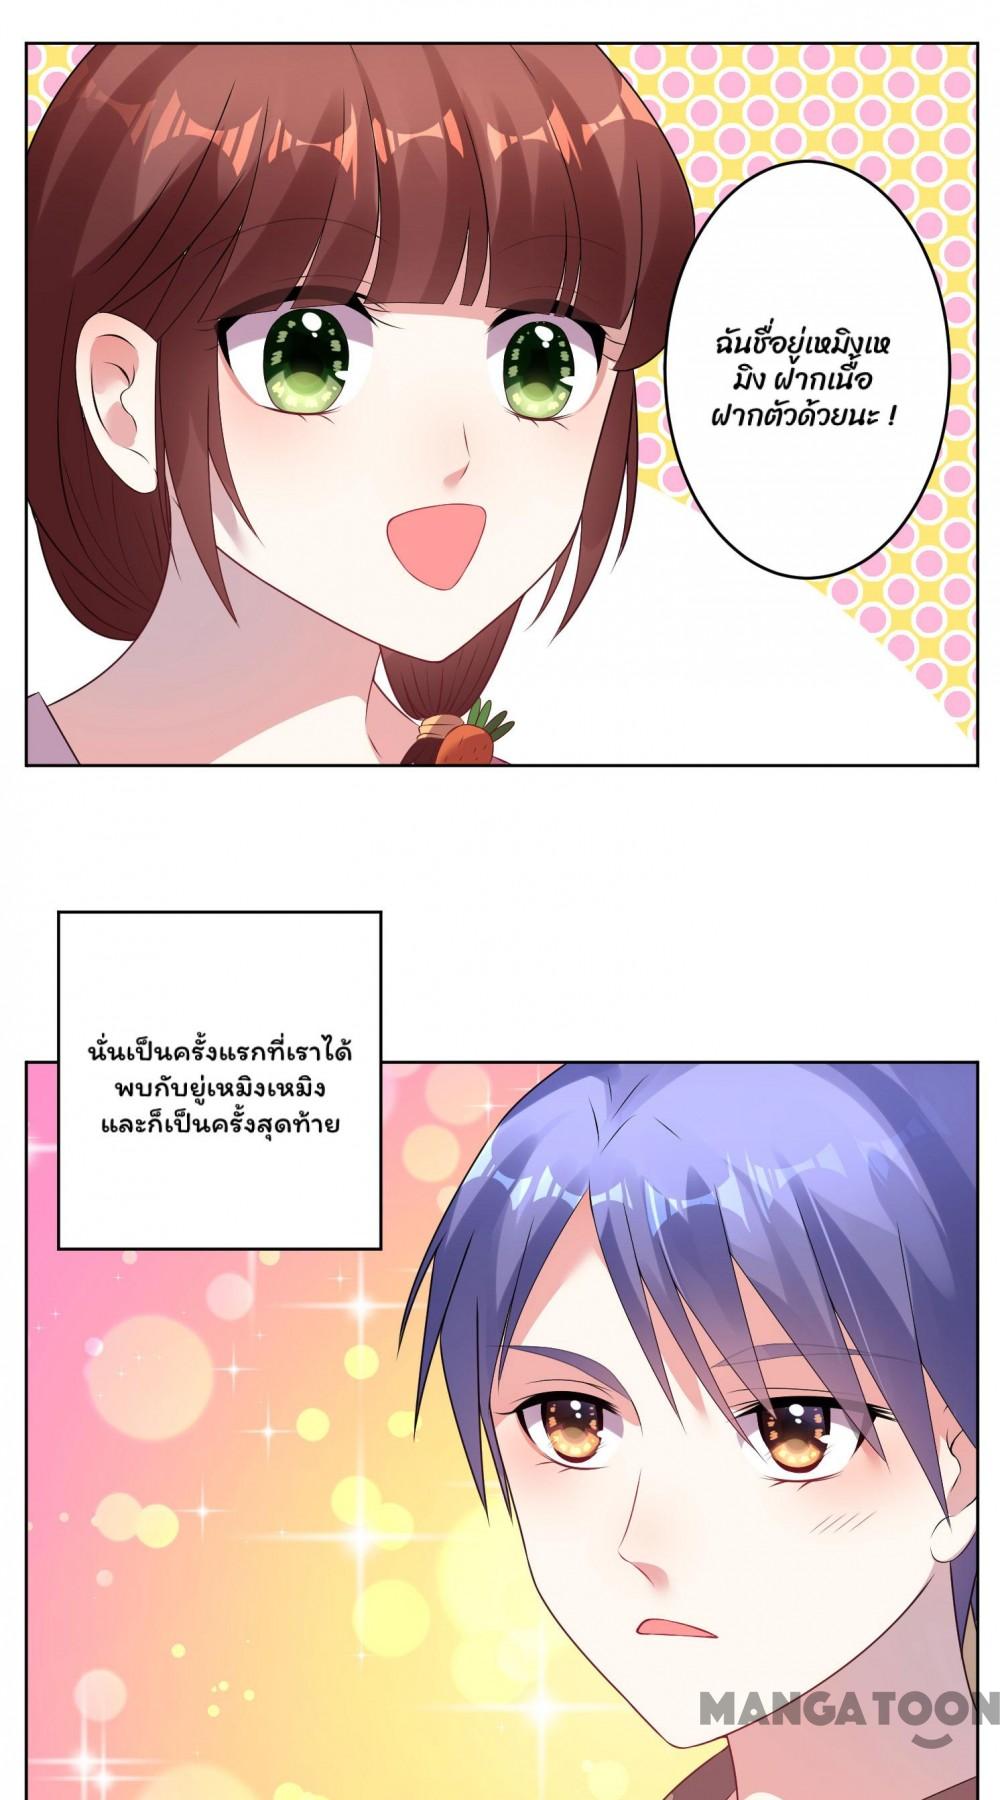 ฉันชื่ออยู่เหมิงเห
มิง ฝากเนื้อ
ฝากตัวด้วยนะ !
นั่นเป็นครั้งแรกที่เราได้
พบกับยู่เหมิงเหมิง
และก็เป็นครั้งสุดท้าย
MANGATOON